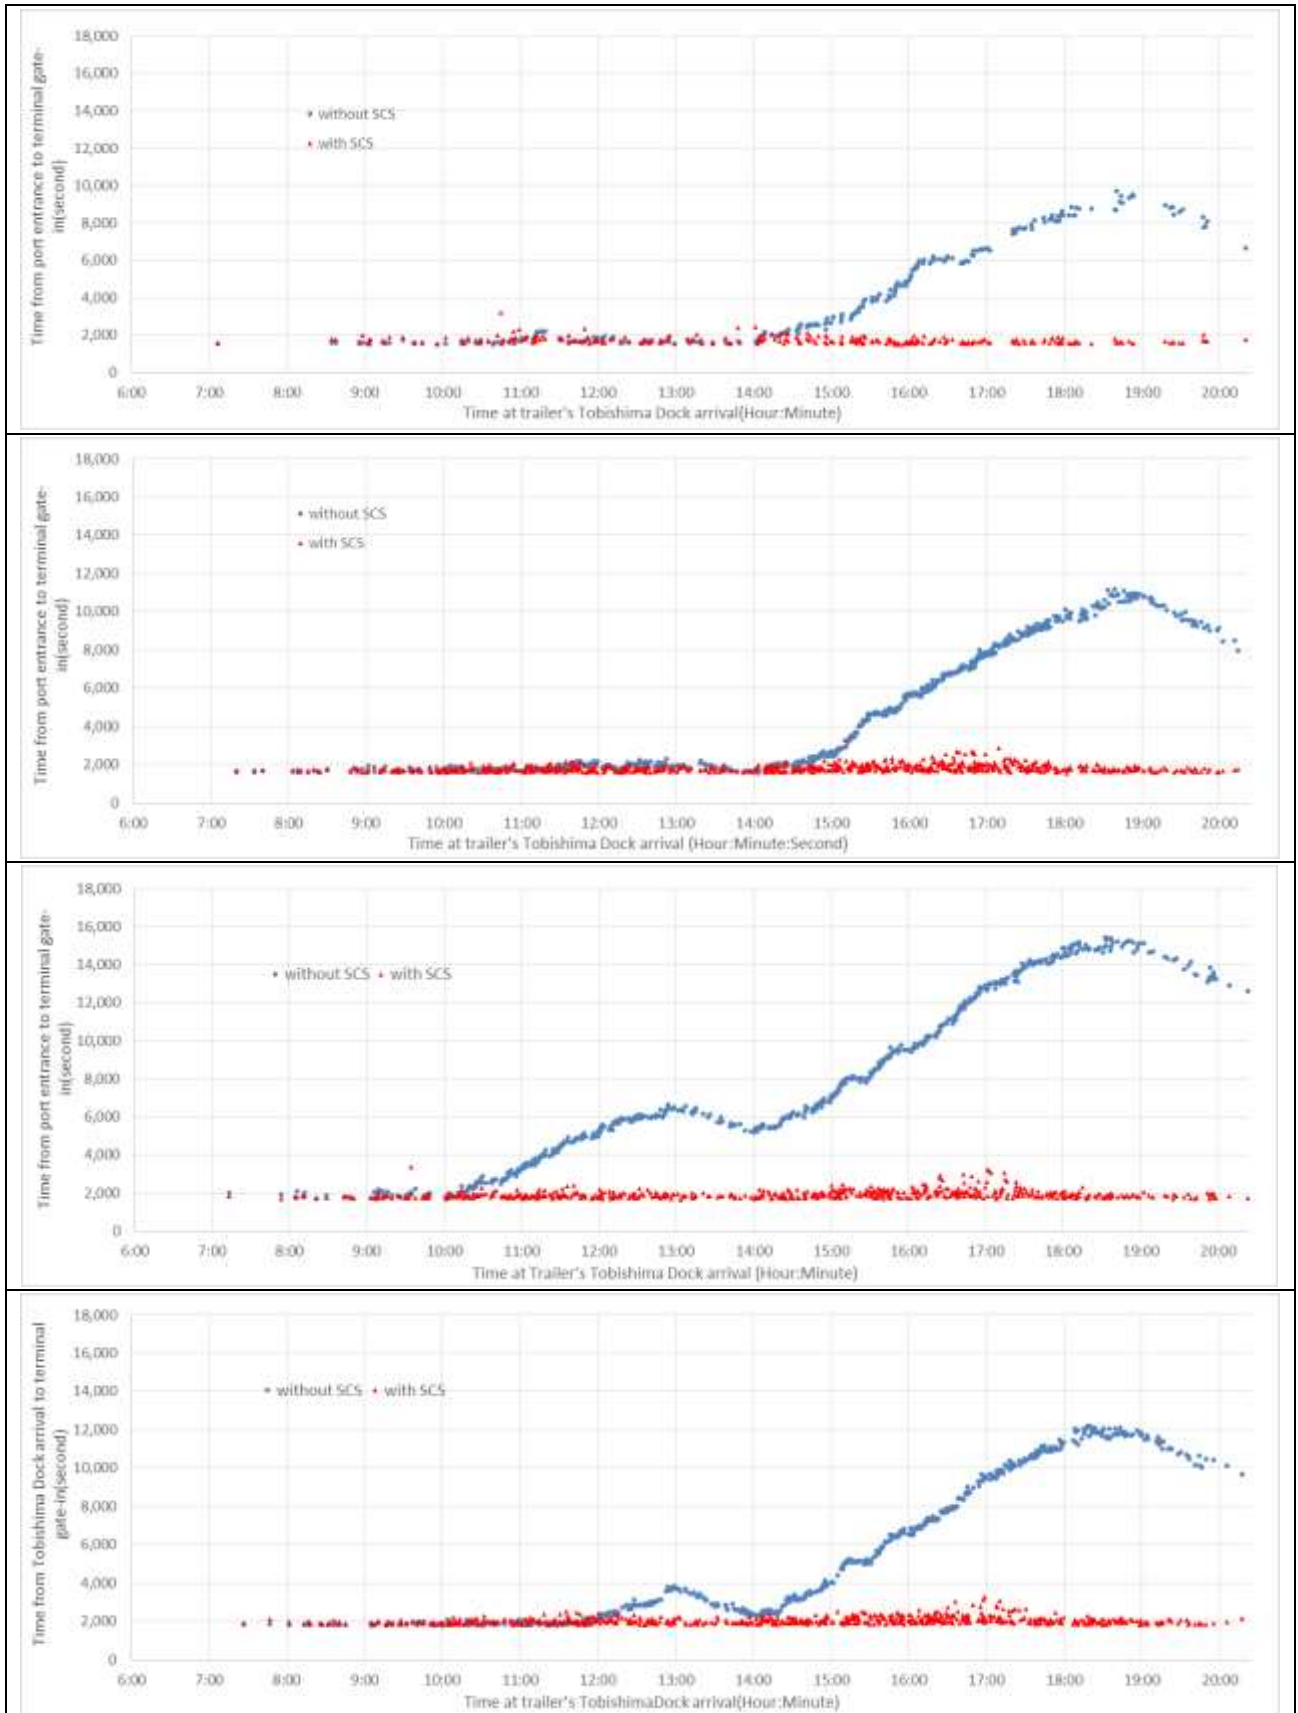 Time from port entrance to terminal gate-
in(second)
18,000
16,000
14,000
12,000
10,000
8,000
6,000
4,000
2,000
0
without SCS
with SCS
6:00 7:00 8:00 9:00 10:00 11:00 12:00 13:00 14:00 15:00 16:00 17:00 18:00 19:00 20:00
Time at trailer's Tobishima Dock arrival(Hour:Minute)
Time from port entrance to terminal gate-
in(second)
18,000
16,000
14,000
12,000
10,000
8,000
6,000
4,000
2,000
0
without SCS
with SCS
6:00 7:00 8:00 9:00 10:00 11:00 12:00 13:00 14:00 15:00 16:00 17:00 18:00 19:00 20:00
Time at trailer's Tobishima Dock arrival (Hour:Minute:Second)
Time from port entrance to terminal gate-
in(second)
18,000
16,000
14,000
12,000
10,000
8,000
6,000
4,000
2,000
0
without SCS with SCS
6:00 7:00 8:00 9:00 10:00 11:00 12:00 13:00 14:00 15:00 16:00 17:00 18:00 19:00 20:00
Time at Trailer's Tobishima Dock arrival (Hour:Minute)
Time from Tobishima Dock arrival to terminal
gate-in(second)
18,000
16,000
14,000
12,000
10,000
8,000
6,000
4,000
2,000
0
without SCS with SCS
6:00 7:00 8:00 9:00 10:00 11:00 12:00 13:00 14:00 15:00 16:00 17:00 18:00 19:00 20:00
Time at trailer's TobishimaDock arrival(Hour:Minute)